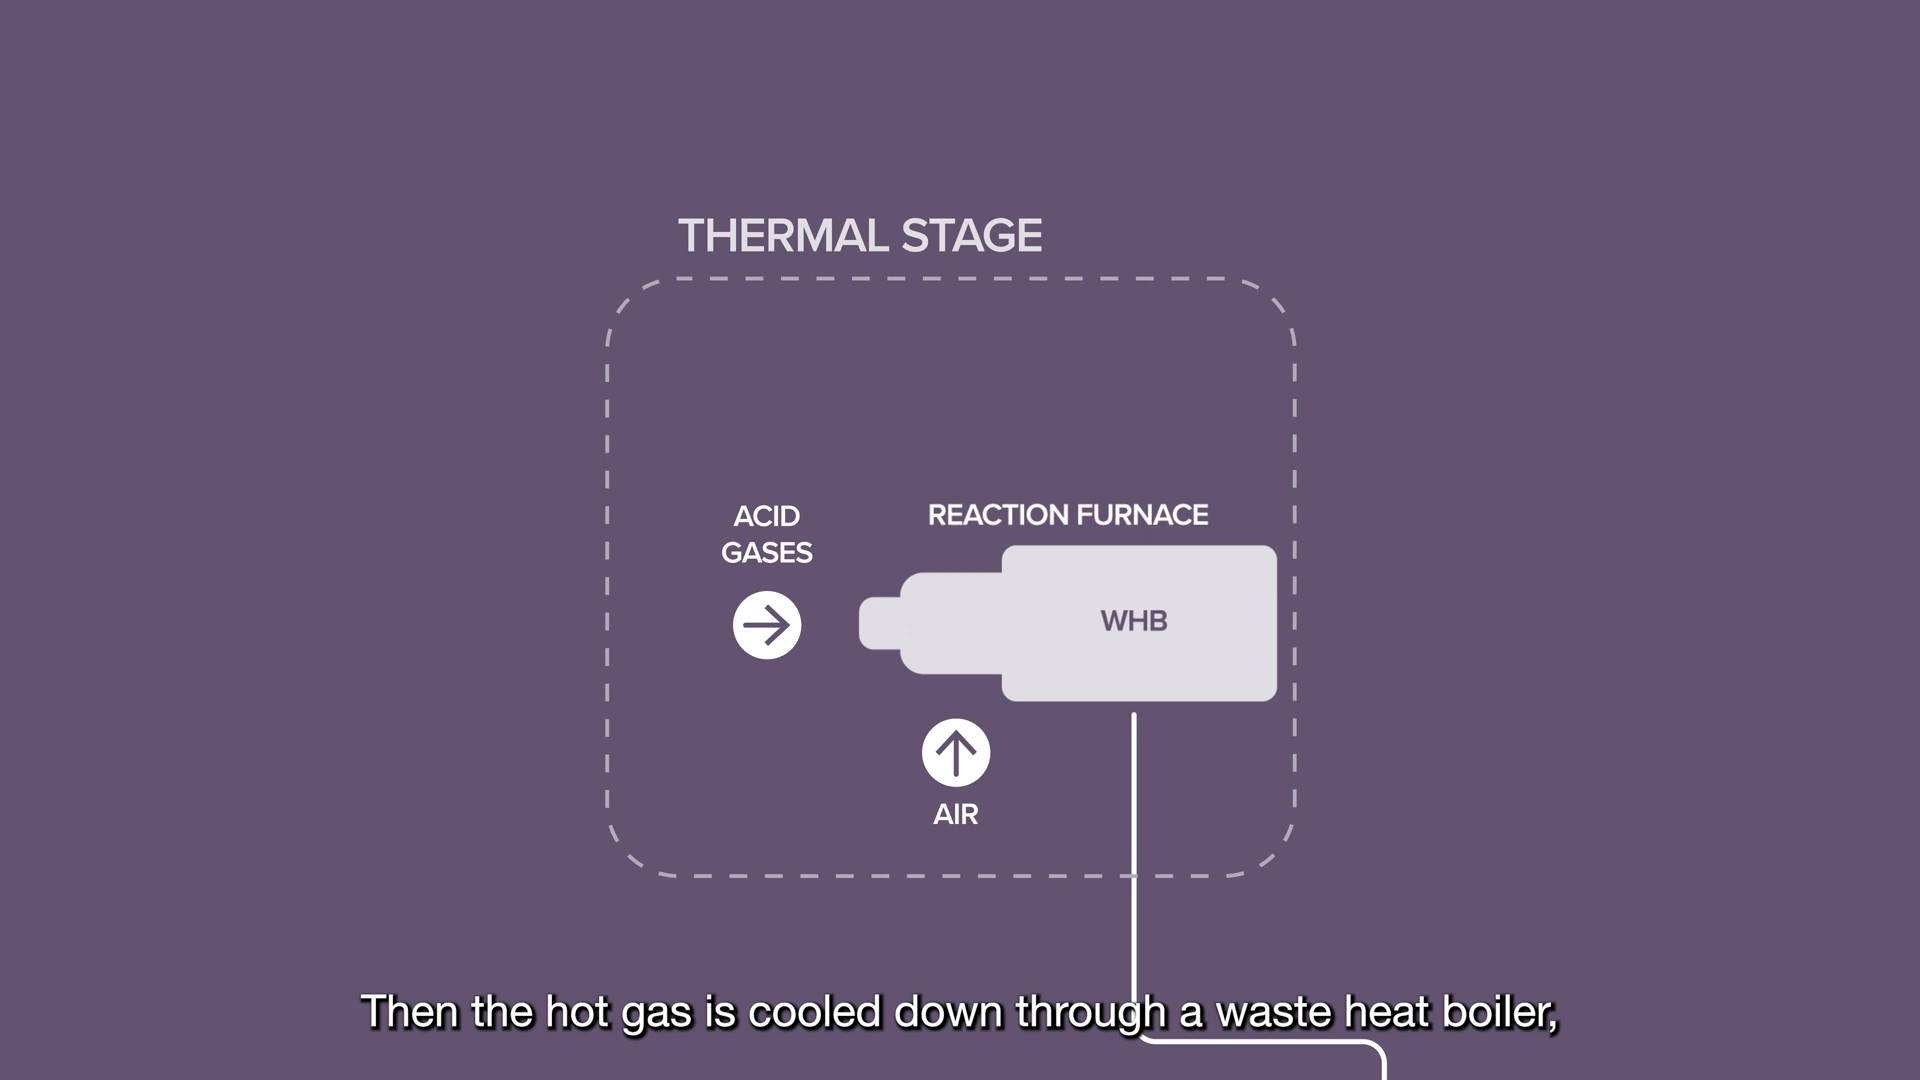 THERMAL STAGE
ACID
GASES
REACTION FURNACE
WHB
AIR
Then the hot gas is cooled down through a waste heat boiler,